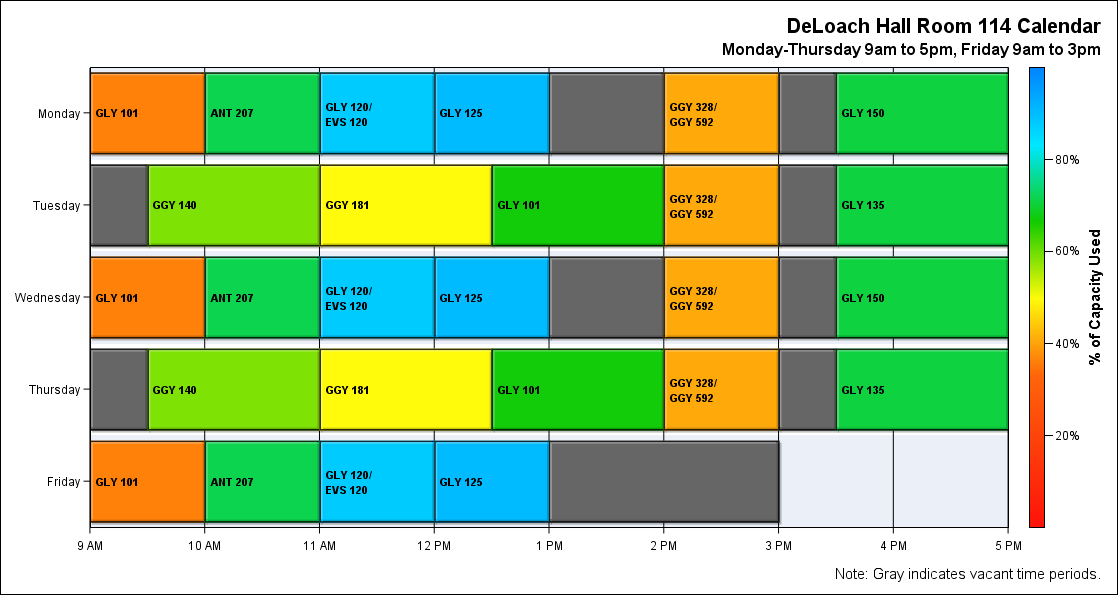 DeLoach Hall Room 114 Calendar
Monday-Thursday 9am to 5pm, Friday 9am to 3pm
Monday
GLY 101
ANT 207
GLY 120/
EVS 120
GLY 125
GGY 328/
GGY 592
GLY 150
Tuesday
GGY 140
GGY 181
GLY 101
GGY 328/
GGY 592
GLY 135
Wednesday
GLY 101
ANT 207
GLY 120/
EVS 120
GLY 125
GGY 328/
GGY 592
GLY 150
Thursday
GGY 140
GGY 181
GLY 101
GGY 328/
GGY 592
GLY 135
Friday
GLY 101
ANT 207
GLY 120/
EVS 120
GLY 125
9 AM
10 AM
11 AM
12 PM
1 PM
2 PM
3 PM
4 PM
5 PM
80%
60%
40%
20%
% of Capacity Used
Note: Gray indicates vacant time periods.